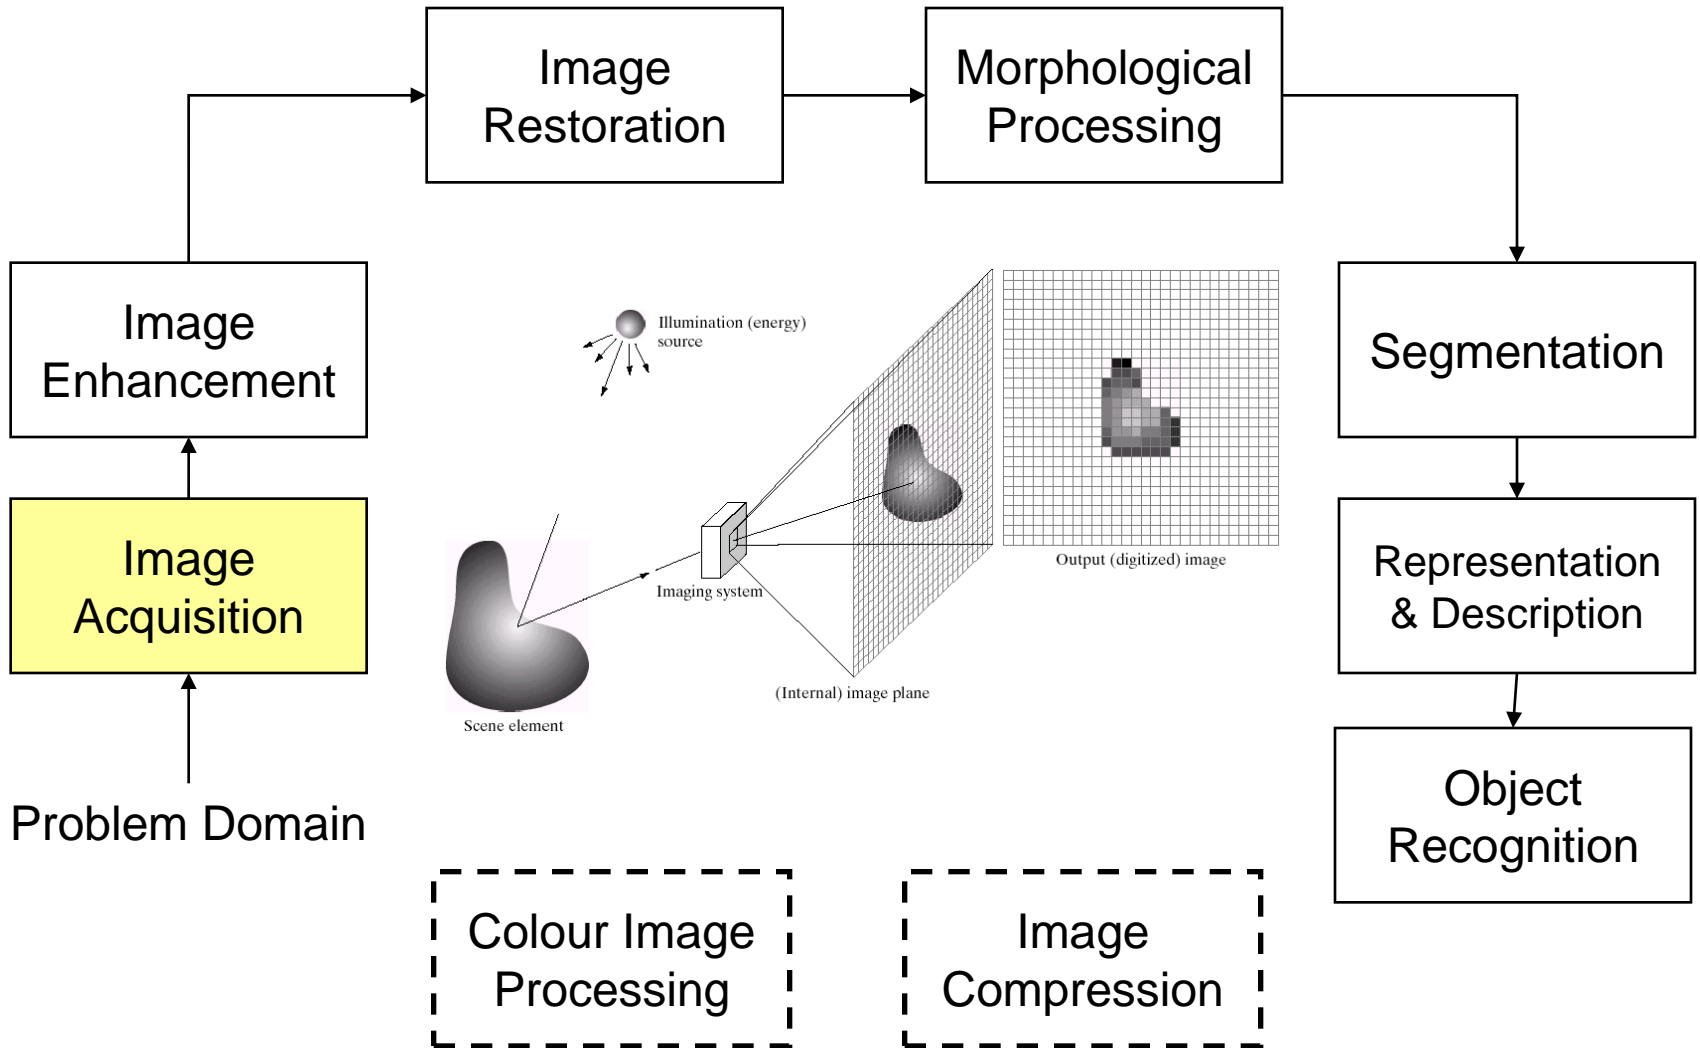 Image
Restoration
Morphological
Processing
Image
Enhancement
Illumination (energy)
source
Segmentation
Image
Acquisition
Imaging system
Output (digitized) image
Representation
& Description
(Internal) image plane
Scene element
Problem Domain
Object
Recognition
Colour Image
Processing
Image
Compression